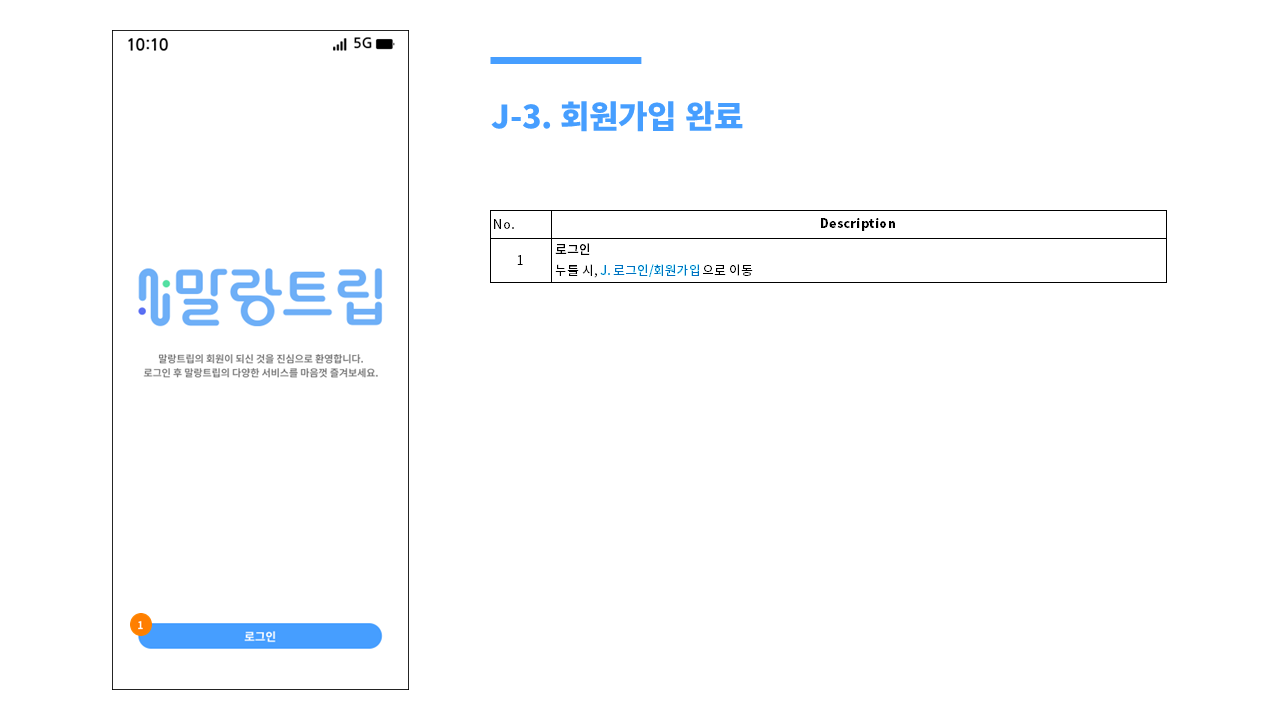 10:10
5G
말랑트립
말랑트립의 회원이 되신 것을 진심으로 환영합니다.
로그인 후 말랑트립의 다양한 서비스를 마음껏 즐겨보세요.
1
로그인
J-3. 회원가입 완료
No. Description
1 로그인
누를 시, J. 로그인/회원가입으로 이동